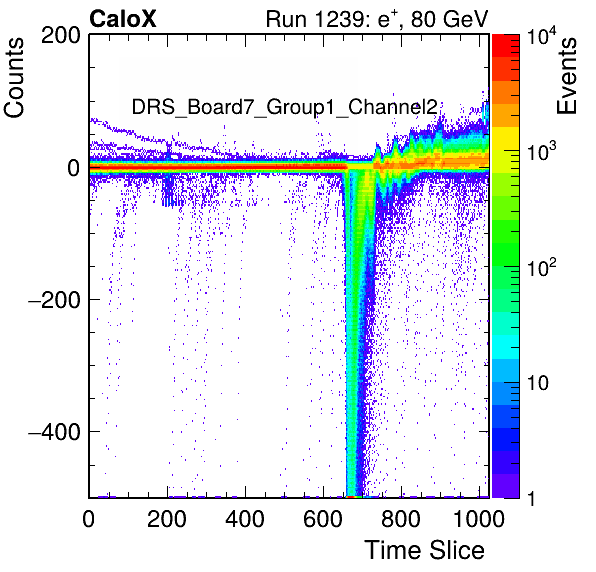 CaloX Run 1239: e+, 80 GeV
DRS_Board7_Group1_Channel2
Counts
200
0
−200
−400
0 200 400 600 800 1000
Time Slice
Events
10^4
10^3
10^2
10
1